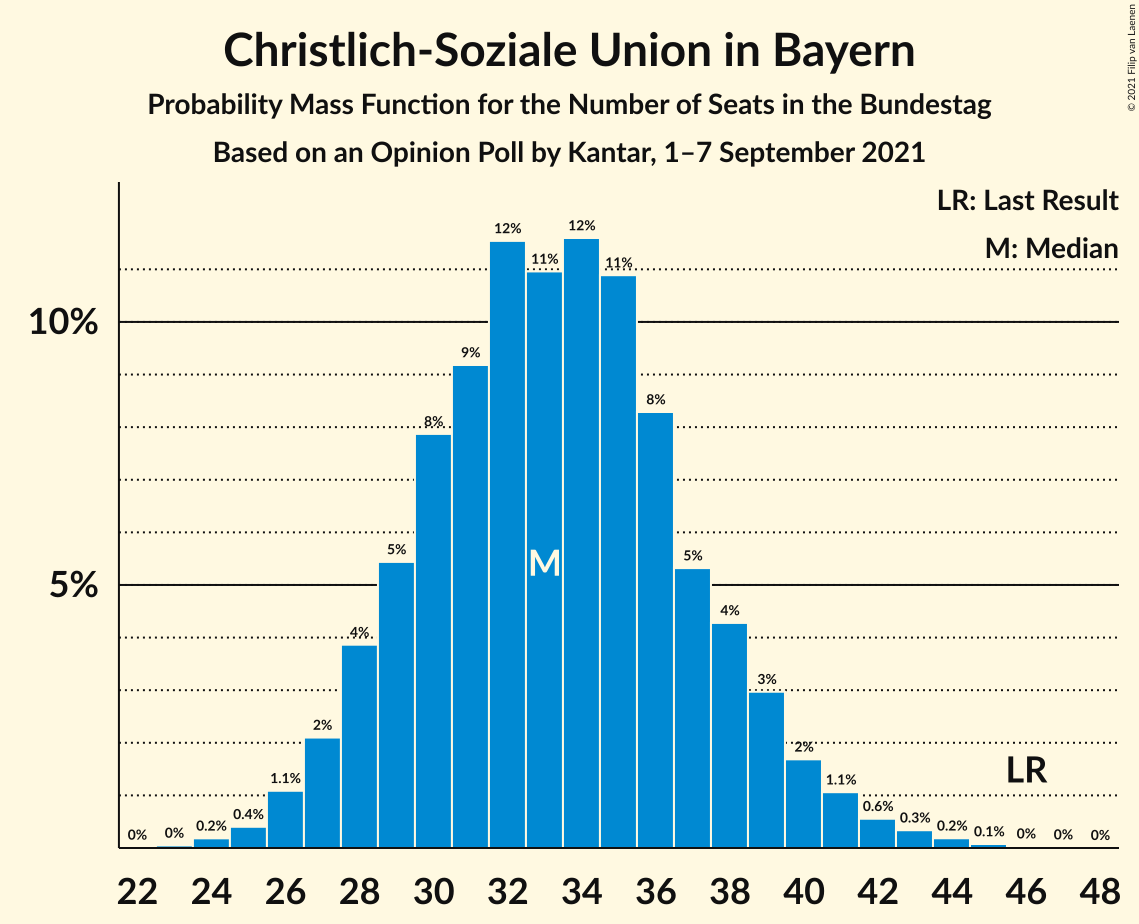 Christlich-Soziale Union in Bayern
Probability Mass Function for the Number of Seats in the Bundestag
Based on an Opinion Poll by Kantar, 1–7 September 2021
© 2021 Filip van Laenen
LR: Last Result
M: Median
10%
5%
0% 0% 0.2% 0.4% 1.1% 2% 4% 5% 8% 9% 12% 11% 12% 11% 8% 5% 4% 3% 2% 1.1% 0.6% 0.3% 0.2% 0.1% 0% 0% 0%
M
LR
22 24 26 28 30 32 34 36 38 40 42 44 46 48